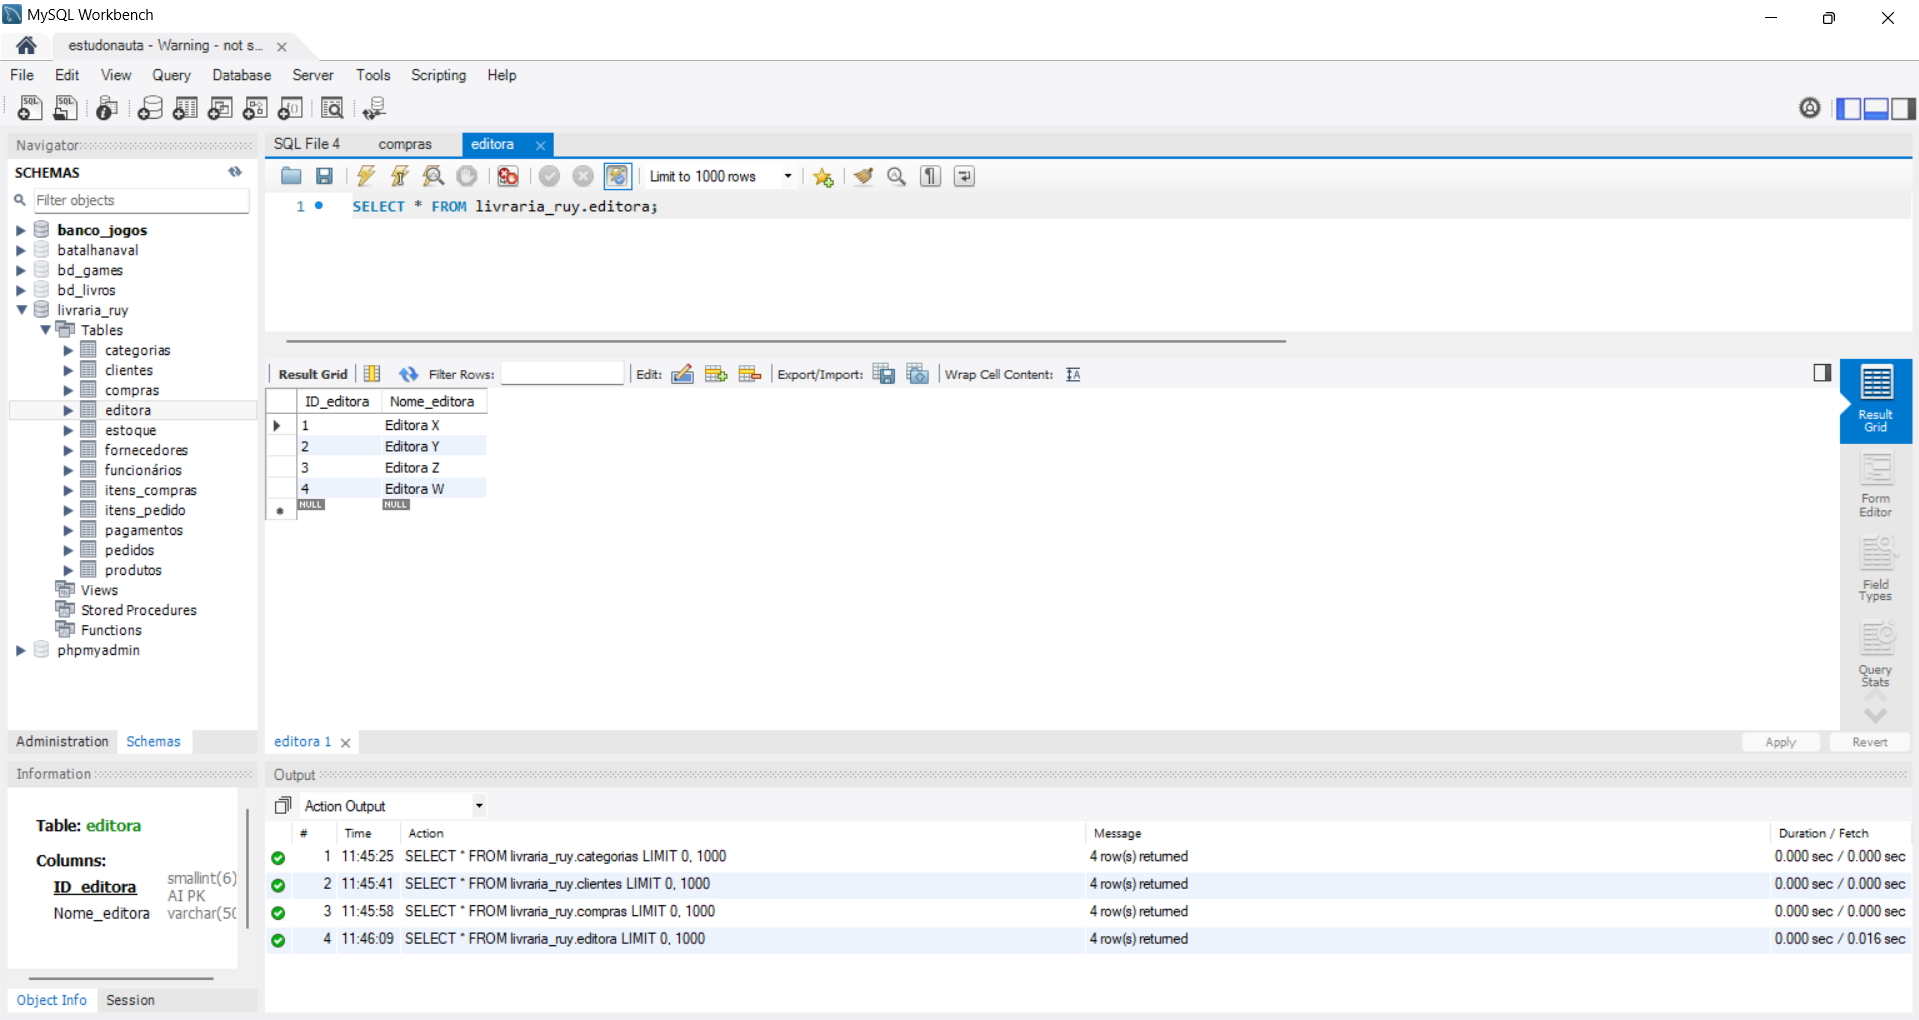 MySQL Workbench
estudonauta - Warning - not s...
File Edit View Query Database Server Tools Scripting Help
Navigator
SCHEMAS
Filter objects
banco_jogos
batalhanaval
bd_games
bd_livros
livraria_ruy
Tables
categorias
clientes
compras
editora
estoque
fornecedores
funcionários
itens_compras
itens_pedido
pagamentos
pedidos
produtos
Views
Stored Procedures
Functions
phpmyadmin
Administration Schemas
Information
Table: editora
Columns:
ID_editora smallint(6) AI PK
Nome_editora varchar(50
Object Info Session
SQL File 4 compras editora
Limit to 1000 rows
1 SELECT * FROM livraria_ruy.editora;
Result Grid Filter Rows: Edit: Export/Import: Wrap Cell Content:
ID_editora Nome_editora
1 Editora X
2 Editora Y
3 Editora Z
4 Editora W
NULL NULL
Result Grid
Form Editor
Field Types
Query Stats
editora 1
Apply Revert
Output
Action Output
# Time Action Message Duration / Fetch
1 11:45:25 SELECT * FROM livraria_ruy.categorias LIMIT 0, 1000 4 row(s) returned 0.000 sec / 0.000 sec
2 11:45:41 SELECT * FROM livraria_ruy.clientes LIMIT 0, 1000 4 row(s) returned 0.000 sec / 0.000 sec
3 11:45:58 SELECT * FROM livraria_ruy.compras LIMIT 0, 1000 4 row(s) returned 0.000 sec / 0.000 sec
4 11:46:09 SELECT * FROM livraria_ruy.editora LIMIT 0, 1000 4 row(s) returned 0.000 sec / 0.016 sec